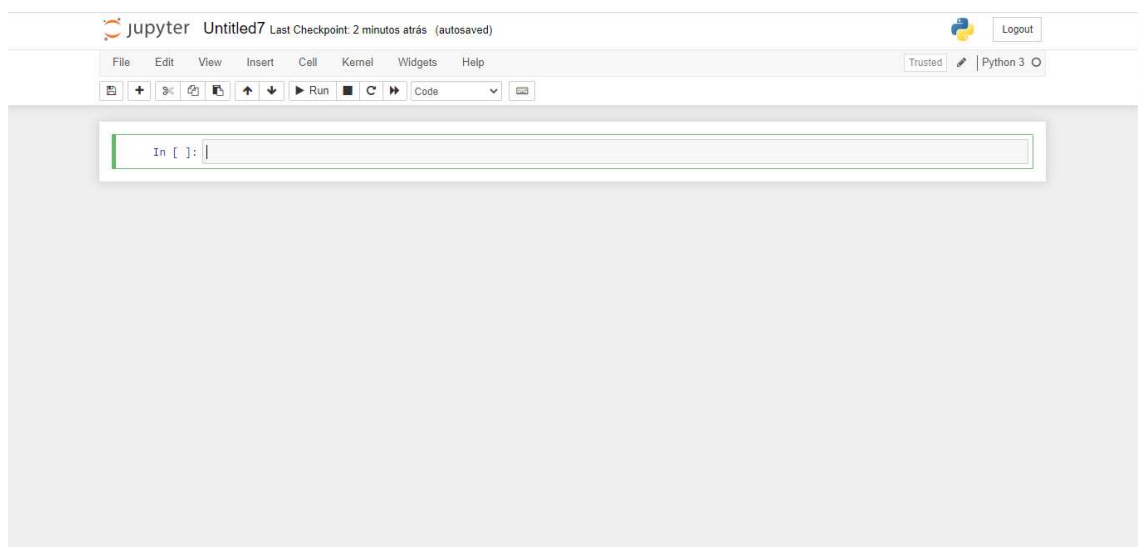 jupyter Untitled7 Last Checkpoint: 2 minutos atrás (autosaved)
Logout
File Edit View Insert Cell Kernel Widgets Help
Trusted Python 3
Run Code
In [ ]: